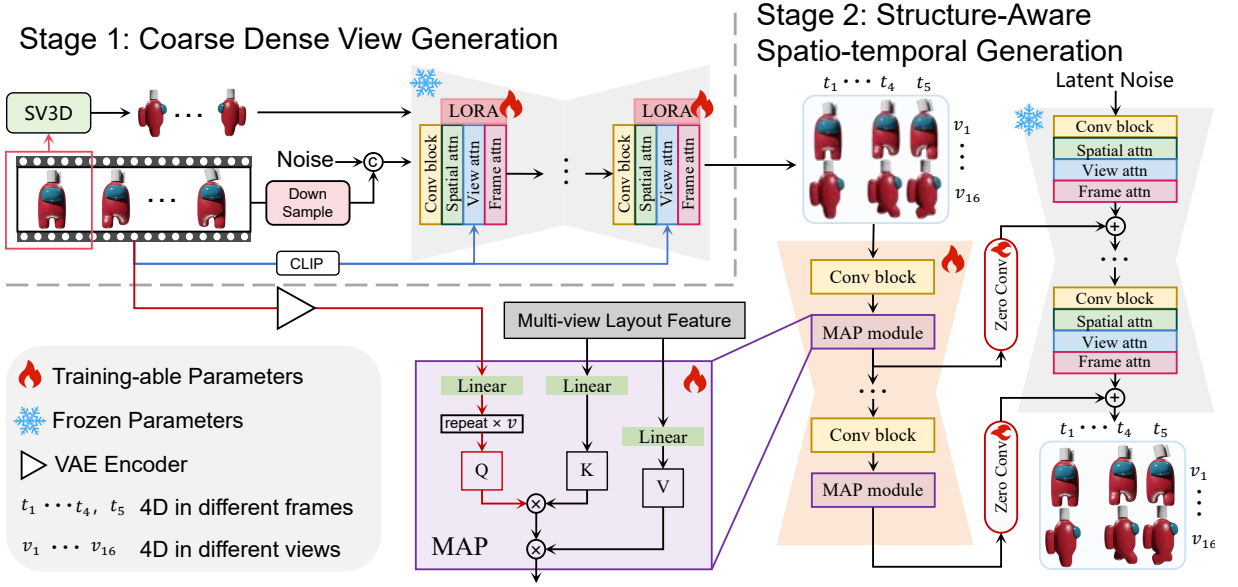 Stage 1: Coarse Dense View Generation
SV3D
Noise
C
Down
Sample
CLIP
LORA
Conv block
Spatial attn
View attn
Frame attn
LORA
Conv block
Spatial attn
View attn
Frame attn
Stage 2: Structure-Aware
Spatio-temporal Generation
t₁ ··· t₄ t₅
v₁
v₁₆
Latent Noise
Conv block
Spatial attn
View attn
Frame attn
Conv block
MAP module
Zero Conv
Conv block
Spatial attn
View attn
Frame attn
Conv block
MAP module
Zero Conv
t₁ ··· t₄ t₅
v₁
v₁₆
Multi-view Layout Feature
Linear
Linear
repeat × v
Linear
Q
K
V
MAP
Training-able Parameters
Frozen Parameters
VAE Encoder
t₁ ··· t₄, t₅ 4D in different frames
v₁ ··· v₁₆ 4D in different views